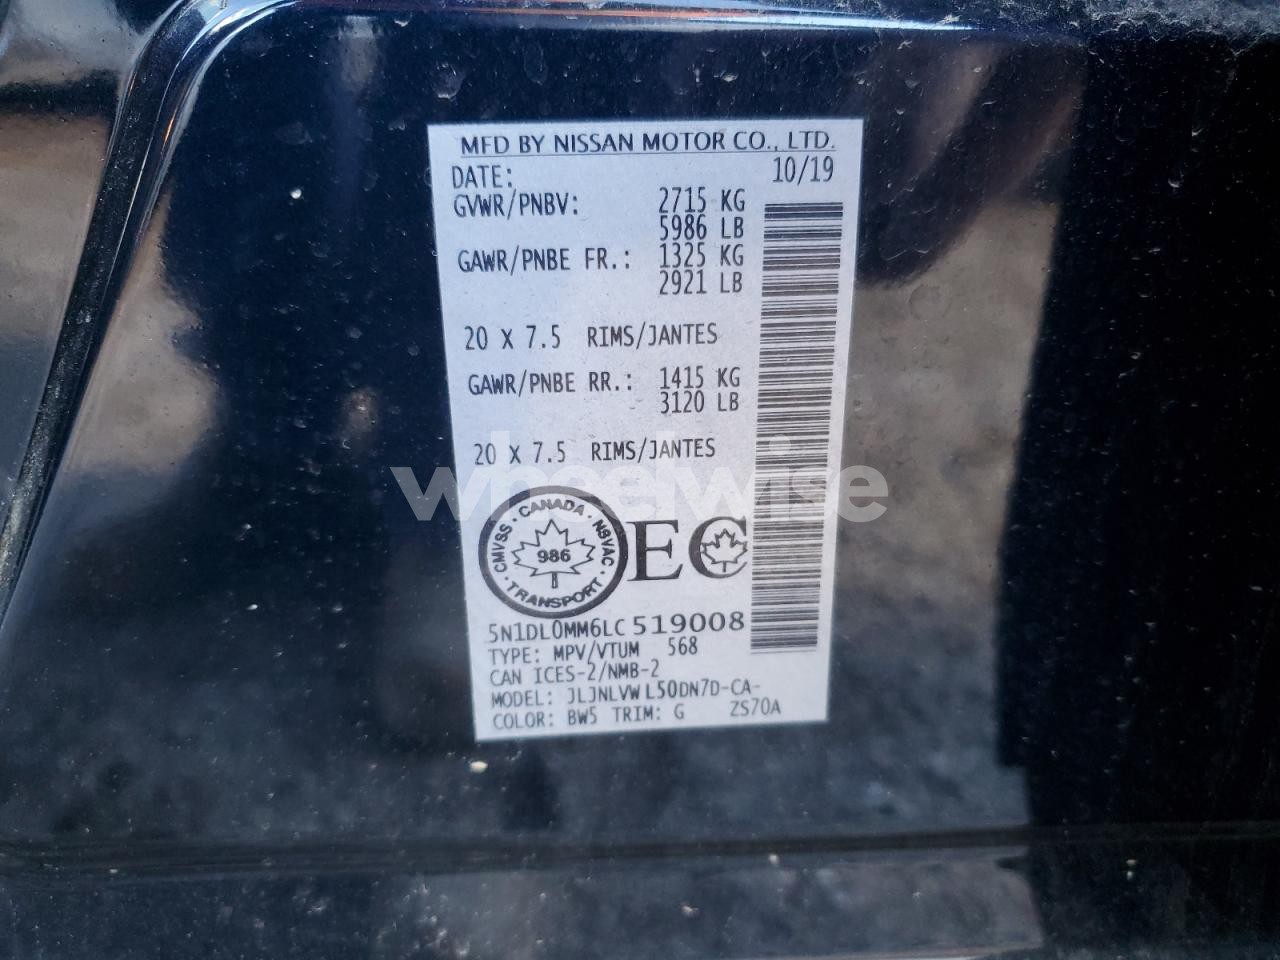 MFD BY NISSAN MOTOR CO., LTD.
DATE: 10/19
GVWR/PNBV: 2715 KG
5986 LB
GAWR/PNBE FR.: 1325 KG
2921 LB
20 X 7.5 RIMS/JANTES
GAWR/PNBE RR.: 1415 KG
3120 LB
20 X 7.5 RIMS/JANTES
wheelwise
CANADA
CMVSS
NSVAC
986
TRANSPORT
EC
5N1DL0MM6LC519008
TYPE: MPV/VTUM 568
CAN ICES-2/NMB-2
MODEL: JLJNLVWL50DN7D-CA-
COLOR: BW5 TRIM: G ZS70A